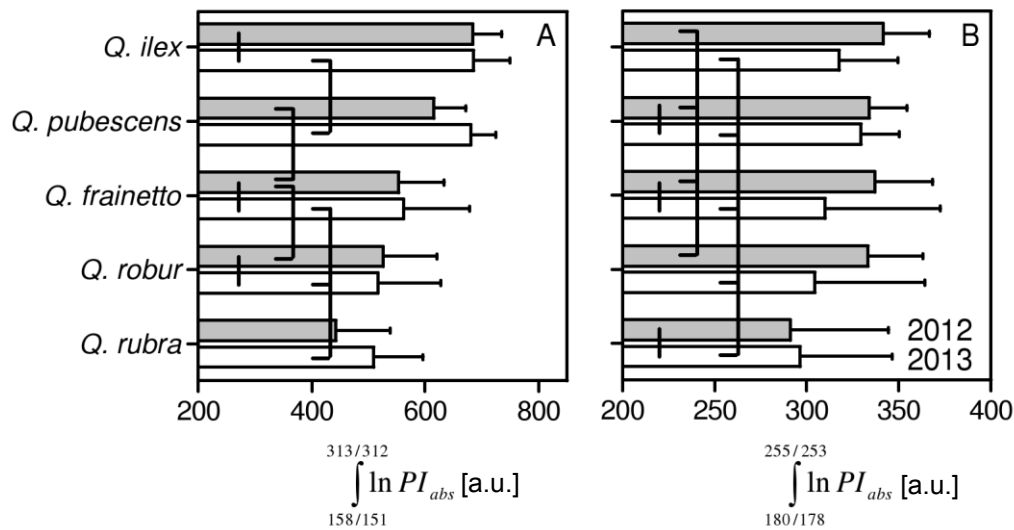 A
B
Q. ilex
Q. pubescens
Q. frainetto
Q. robur
Q. rubra
2012
2013
200 400 600 800
200 250 300 350 400
313/312
∫ ln PI_abs [a.u.]
158/151
255/253
∫ ln PI_abs [a.u.]
180/178